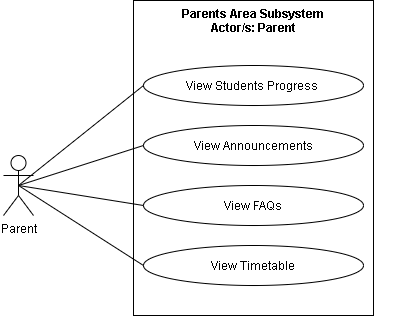 Parents Area Subsystem
Actor/s: Parent
View Students Progress
View Announcements
View FAQs
Parent
View Timetable